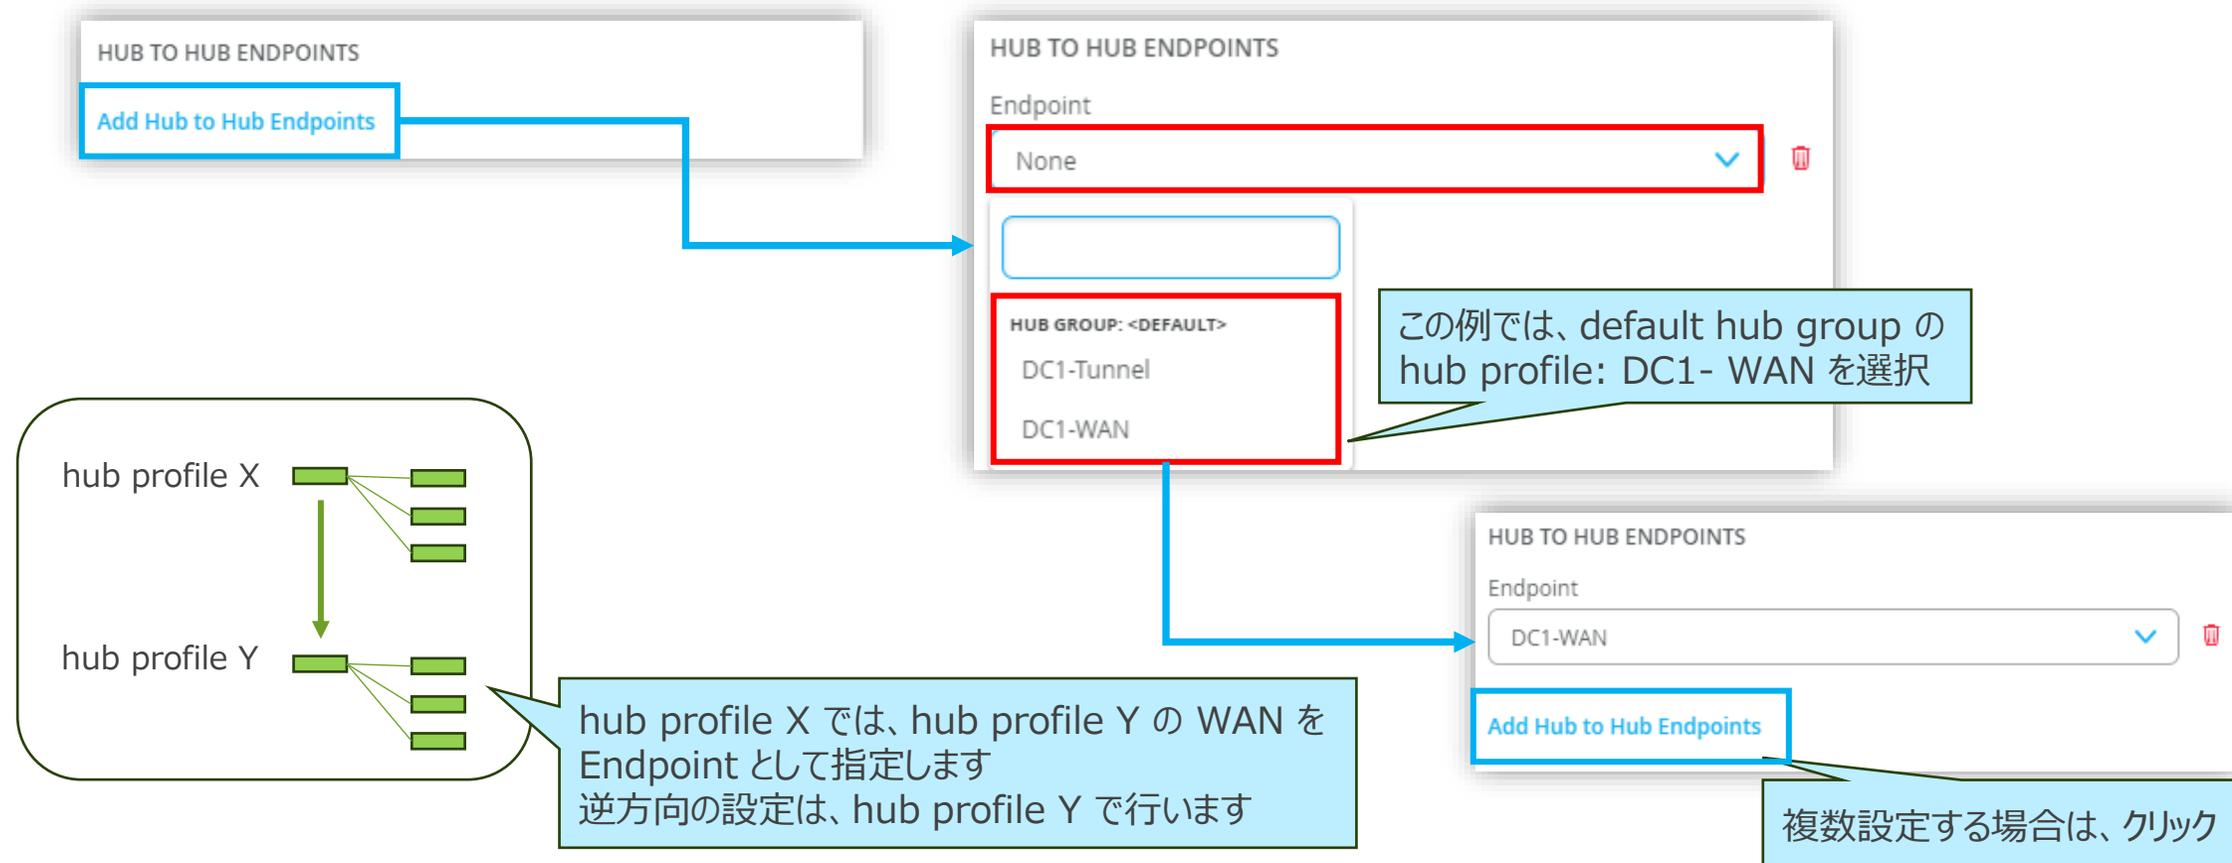 HUB TO HUB ENDPOINTS
Add Hub to Hub Endpoints
HUB TO HUB ENDPOINTS
Endpoint
None
HUB GROUP: <DEFAULT>
DC1-Tunnel
DC1-WAN
この例では、default hub group の
hub profile: DC1- WAN を選択
hub profile X
hub profile Y
hub profile X では、hub profile Y の WAN を
Endpoint として指定します
逆方向の設定は、hub profile Y で行います
HUB TO HUB ENDPOINTS
Endpoint
DC1-WAN
Add Hub to Hub Endpoints
複数設定する場合は、クリック